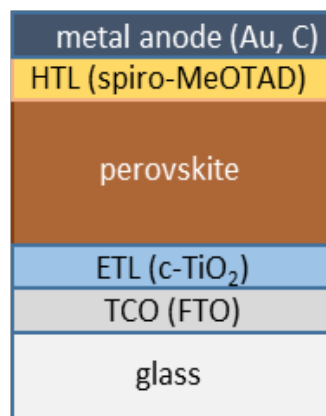 metal anode (Au, C)
HTL (spiro-MeOTAD)
perovskite
ETL (c-TiO₂)
TCO (FTO)
glass